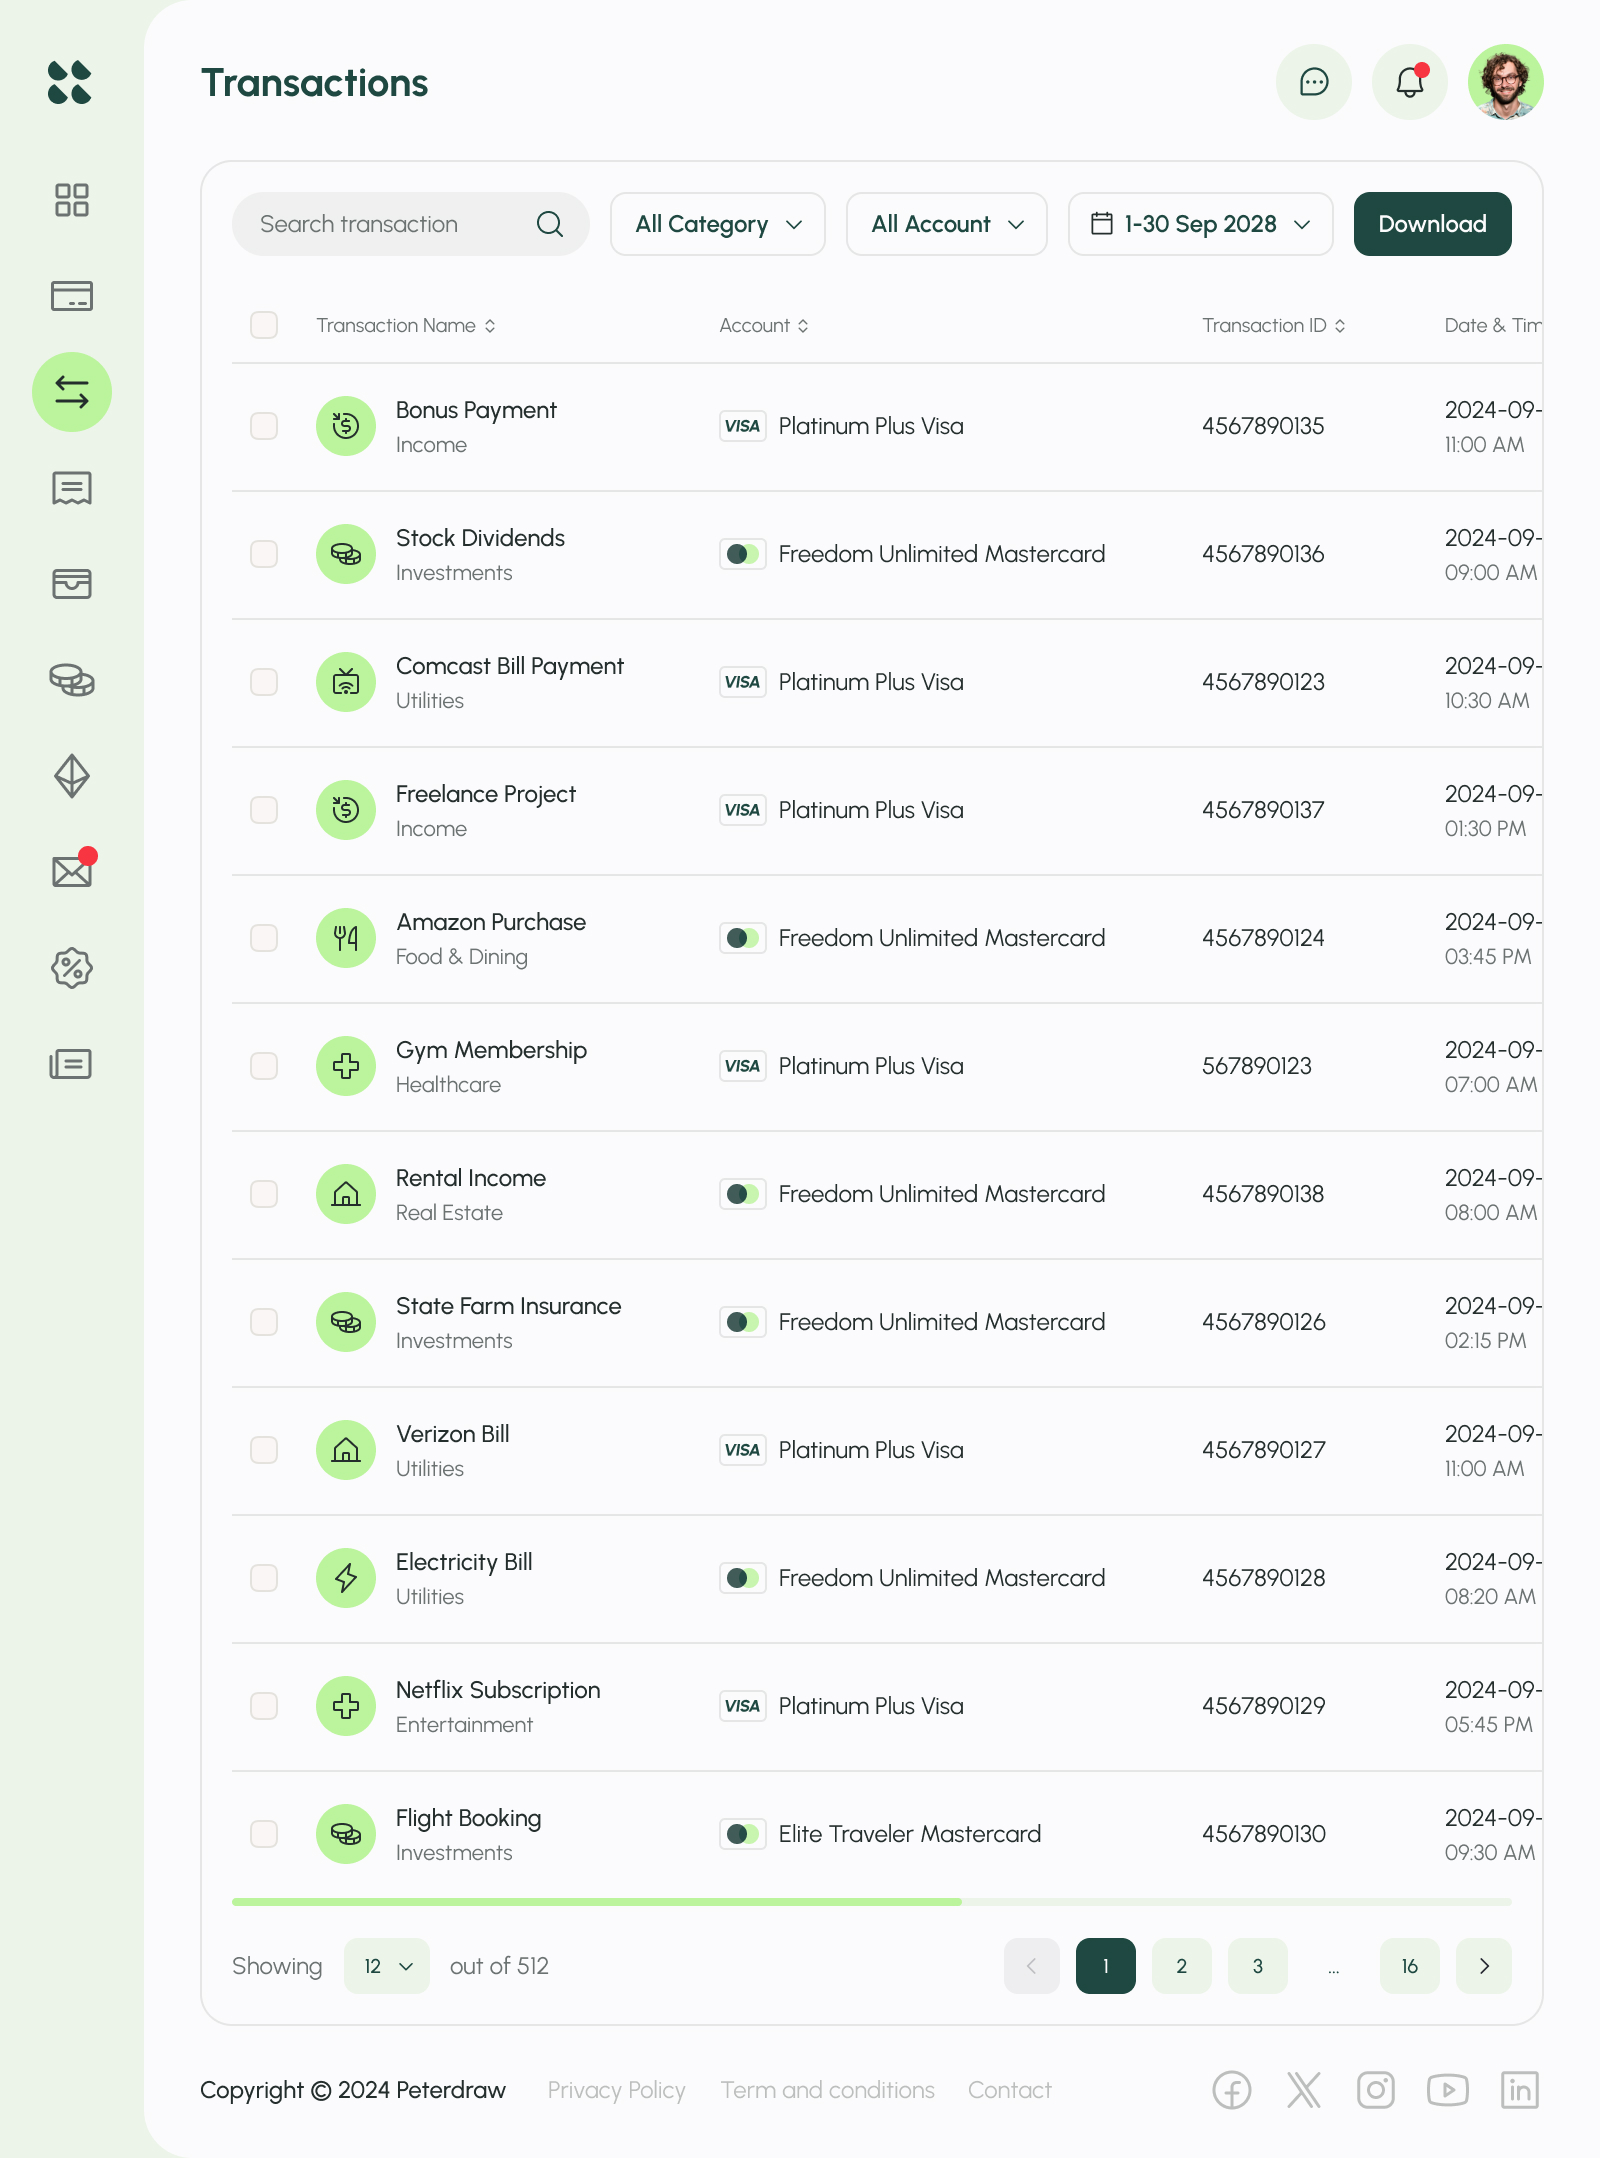 Transactions
Search transaction
All Category
All Account
1-30 Sep 2028
Download
Transaction Name Account Transaction ID Date & Tim
Bonus Payment
Income
VISA Platinum Plus Visa
4567890135
2024-09-
11:00 AM
Stock Dividends
Investments
Freedom Unlimited Mastercard
4567890136
2024-09-
09:00 AM
Comcast Bill Payment
Utilities
VISA Platinum Plus Visa
4567890123
2024-09-
10:30 AM
Freelance Project
Income
VISA Platinum Plus Visa
4567890137
2024-09-
01:30 PM
Amazon Purchase
Food & Dining
Freedom Unlimited Mastercard
4567890124
2024-09-
03:45 PM
Gym Membership
Healthcare
VISA Platinum Plus Visa
567890123
2024-09-
07:00 AM
Rental Income
Real Estate
Freedom Unlimited Mastercard
4567890138
2024-09-
08:00 AM
State Farm Insurance
Investments
Freedom Unlimited Mastercard
4567890126
2024-09-
02:15 PM
Verizon Bill
Utilities
VISA Platinum Plus Visa
4567890127
2024-09-
11:00 AM
Electricity Bill
Utilities
Freedom Unlimited Mastercard
4567890128
2024-09-
08:20 AM
Netflix Subscription
Entertainment
VISA Platinum Plus Visa
4567890129
2024-09-
05:45 PM
Flight Booking
Investments
Elite Traveler Mastercard
4567890130
2024-09-
09:30 AM
Showing 12 out of 512
1 2 3 ... 16
Copyright © 2024 Peterdraw Privacy Policy Term and conditions Contact